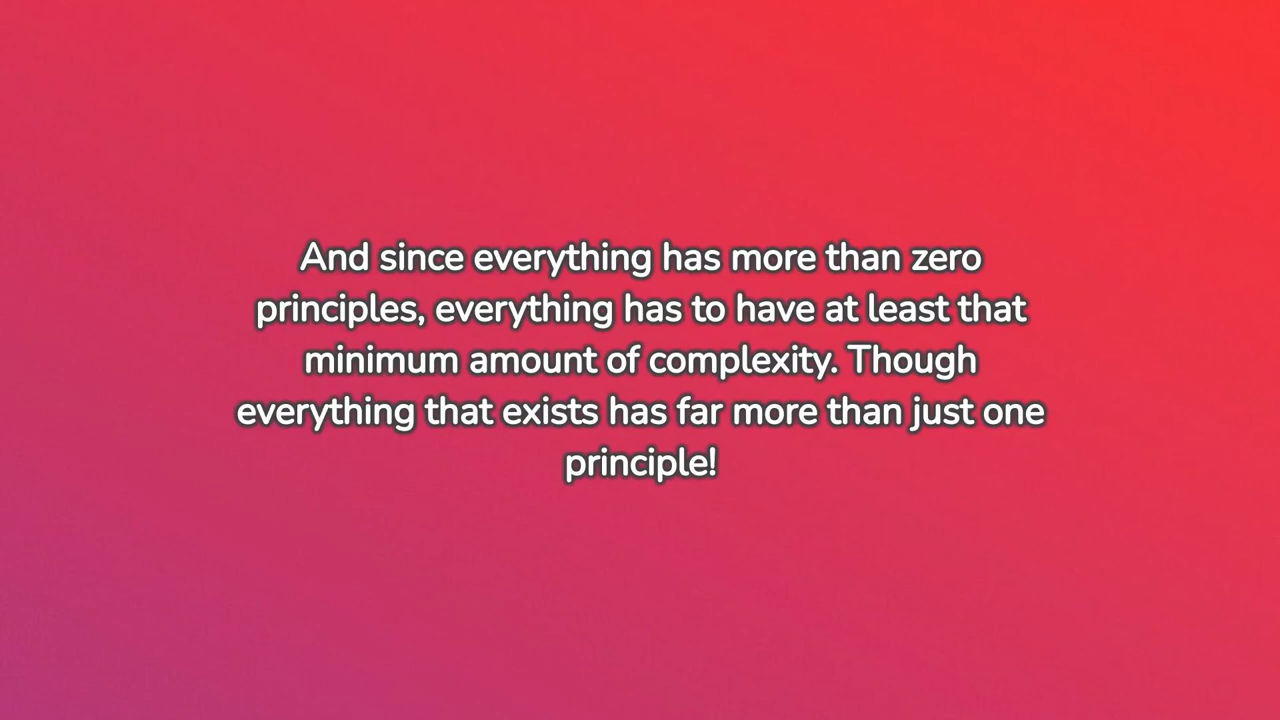 And since everything has more than zero
principles, everything has to have at least that
minimum amount of complexity. Though
everything that exists has far more than just one
principle!